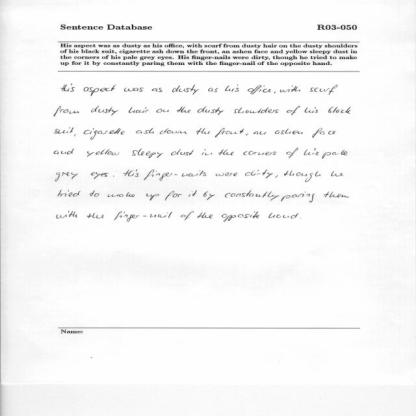 Sentence Database R03-050
His aspect was as dusty as his office, with scurf from dusty hair on the dusty shoulders
of his black suit, cigarette ash down the front, an ashen face and yellow sleepy dust in
the corners of his pale grey eyes. His finger-nails were dirty, though he tried to make
up for it by constantly paring them with the finger-nail of the opposite hand.
His aspect was as dusty as his office, with scurf
from dusty hair on the dusty shoulders of his black
suit, cigarette ash down the front, an ashen face
and yellow sleepy dust in the corners of his pale
grey eyes. His finger-nails were dirty, though he
tried to make up for it by constantly paring them
with the finger-nail of the opposite hand.
Name: